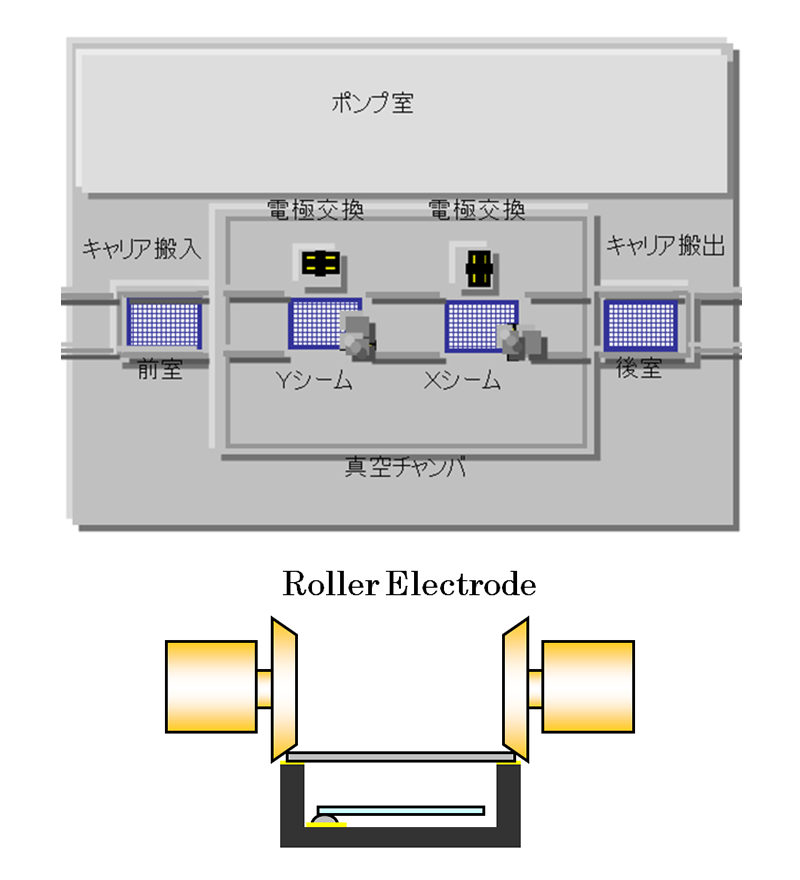 ポンプ室
電極交換 電極交換
キャリア搬入 キャリア搬出
前室 Yシーム Xシーム 後室
真空チャンバ
Roller Electrode